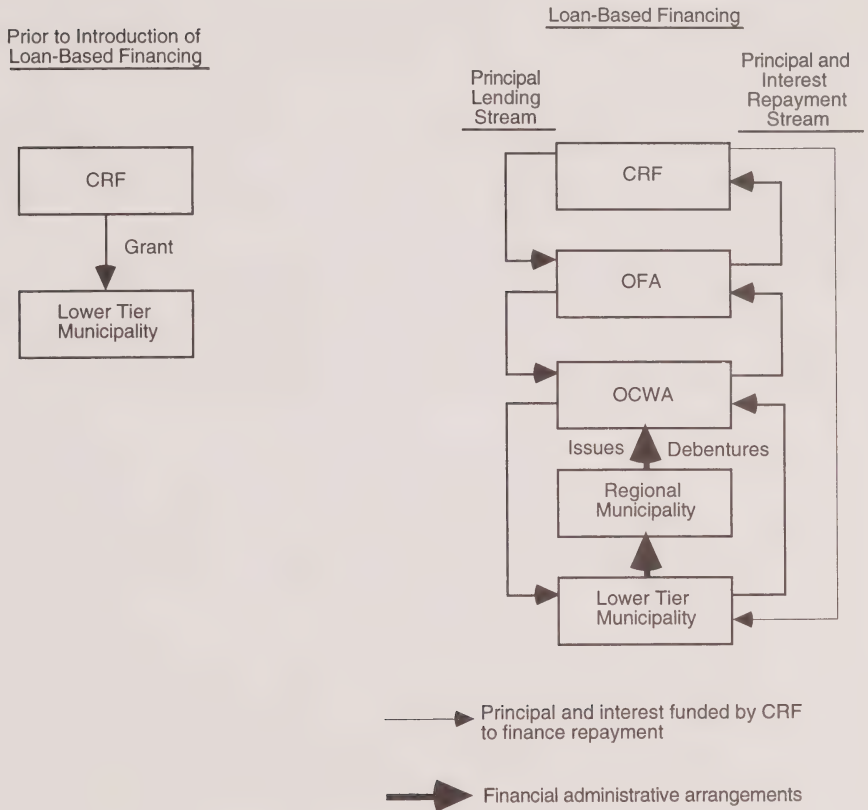 Prior to Introduction of
Loan-Based Financing
CRF
Grant
Lower Tier
Municipality
Loan-Based Financing
Principal
Lending
Stream
Principal and
Interest
Repayment
Stream
CRF
OFA
OCWA
Issues Debentures
Regional
Municipality
Lower Tier
Municipality
Principal and interest funded by CRF
to finance repayment
Financial administrative arrangements